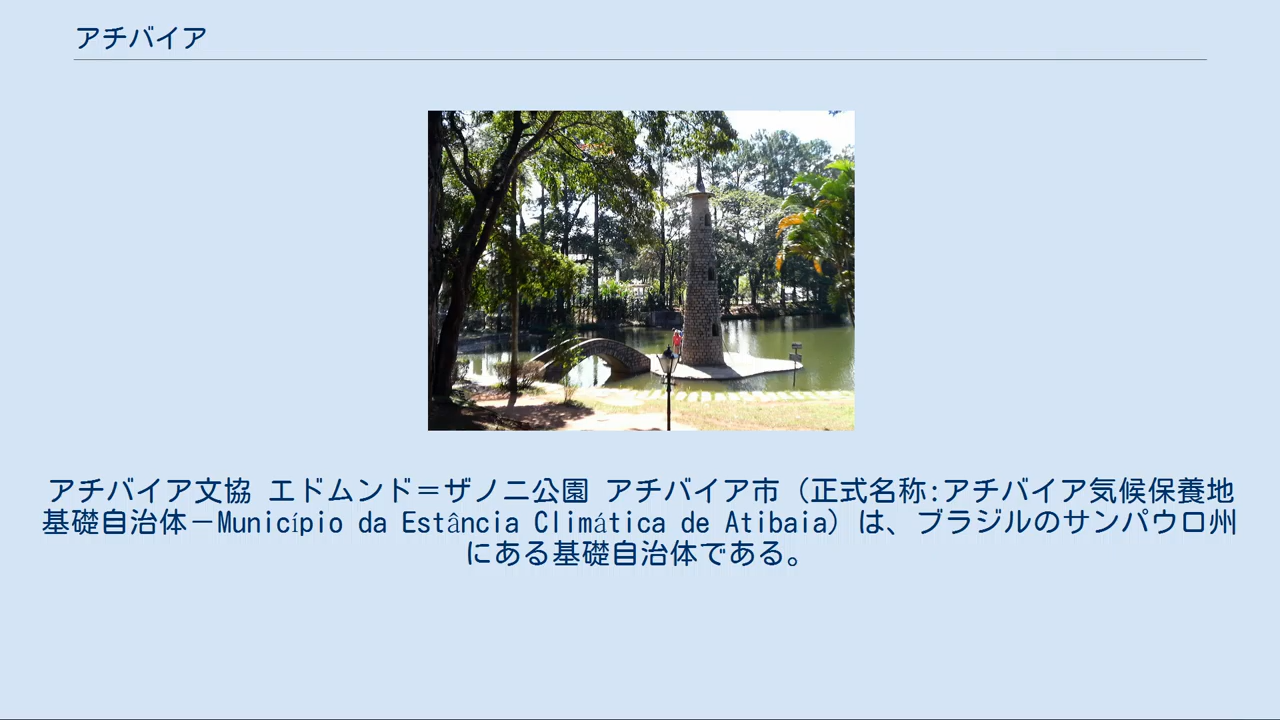 アチバイア
アチバイア文協 エドムンド＝ザノニ公園 アチバイア市（正式名称:アチバイア気候保養地
基礎自治体－Município da Estância Climática de Atibaia）は、ブラジルのサンパウロ州
にある基礎自治体である。